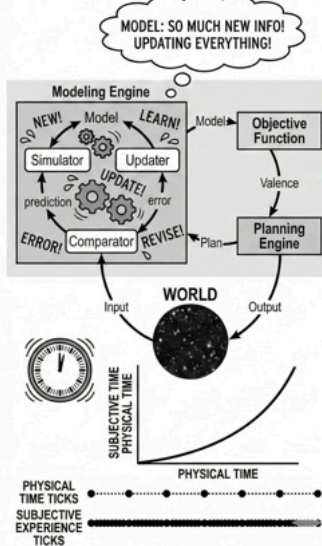 MODEL: SO MUCH NEW INFO!
UPDATING EVERYTHING!
Modeling Engine
NEW!
Model
LEARN!
Simulator
Updater
UPDATE!
prediction
error
ERROR!
Comparator
REVISE!
Model
Objective
Function
Valence
Planning
Engine
Plan
Input
WORLD
Output
SUBJECTIVE TIME
PHYSICAL TIME
PHYSICAL TIME
PHYSICAL
TIME TICKS
SUBJECTIVE
EXPERIENCE
TICKS